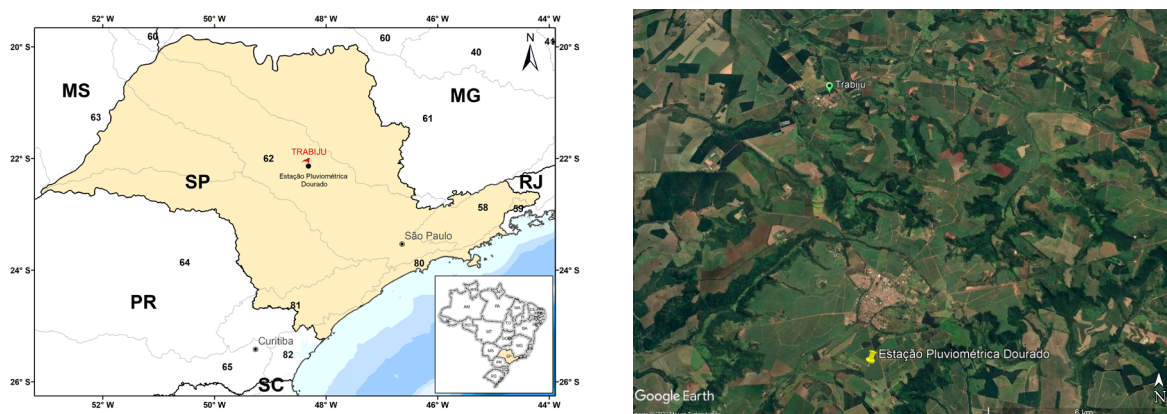 52° W
50° W
48° W
46° W
44° W
60
60
40
41
N
20° S
20° S
MS
MG
63
61
TRABIJU
22° S
62
22° S
Estação Pluviométrica
Dourado
SP
RJ
58
59
São Paulo
64
80
24° S
24° S
PR
81
Curitiba
82
65
SC
26° S
26° S
52° W
50° W
48° W
46° W
44° W
Trabiju
Estação Pluviométrica Dourado
Google Earth
6 km
N